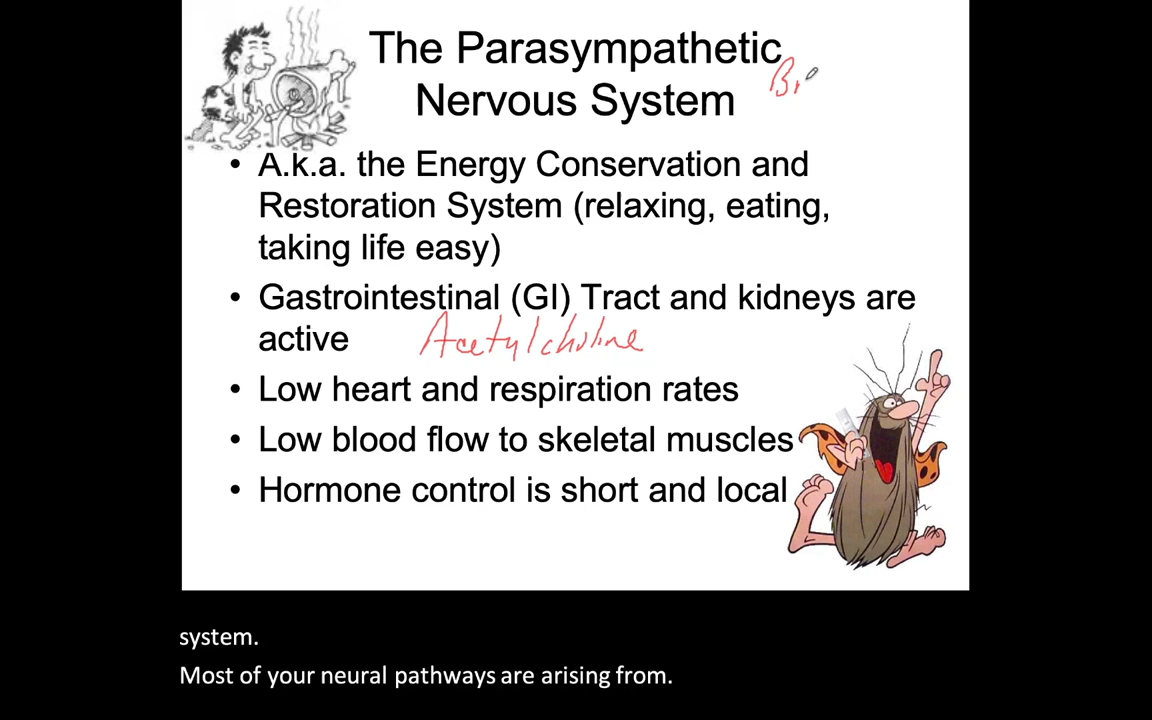 The Parasympathetic
Nervous System
Br
• A.k.a. the Energy Conservation and
Restoration System (relaxing, eating,
taking life easy)
• Gastrointestinal (GI) Tract and kidneys are
active
Acetylcholine
• Low heart and respiration rates
• Low blood flow to skeletal muscles
• Hormone control is short and local
system.
Most of your neural pathways are arising from.